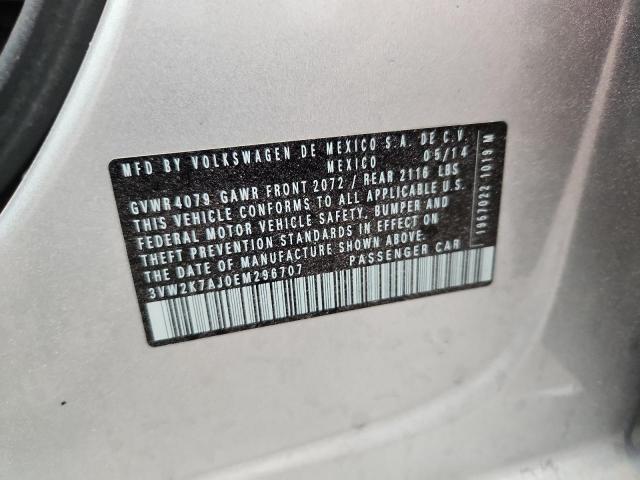 MFD BY VOLKSWAGEN DE MEXICO S.A. DE C.V.
MEXICO 05/14
GVWR 4079 GAWR FRONT 2072 / REAR 2116 LBS
THIS VEHICLE CONFORMS TO ALL APPLICABLE U.S.
FEDERAL MOTOR VEHICLE SAFETY, BUMPER AND
THEFT PREVENTION STANDARDS IN EFFECT ON
THE DATE OF MANUFACTURE SHOWN ABOVE.
3VW2K7AJ0EM296707 PASSENGER CAR
1957022 1019M